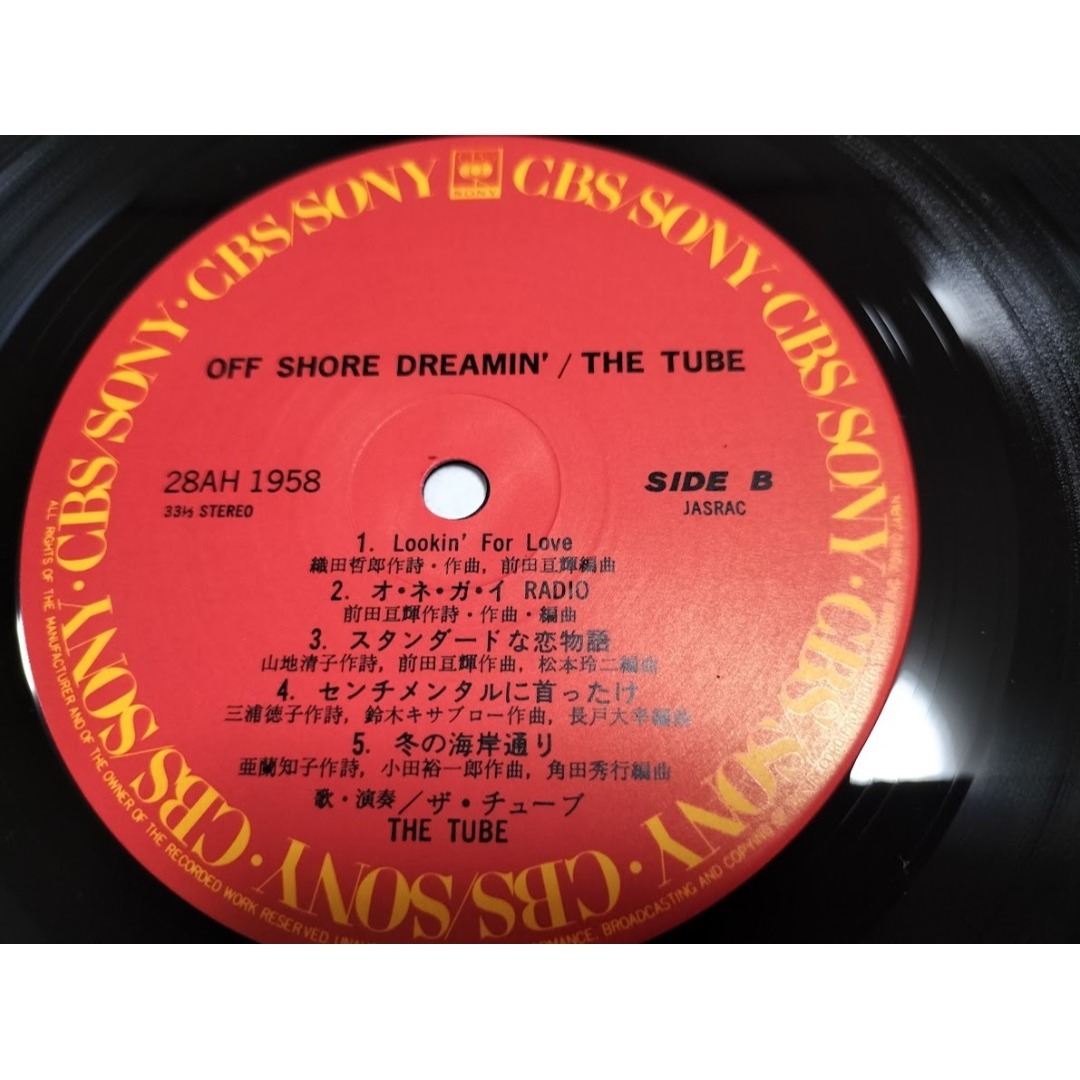 CBS/SONY · CBS/SONY · CBS/SONY · CBS/SONY · CBS/SONY · CBS/SONY · CBS/SONY · CBS/SONY
SONY
OFF SHORE DREAMIN' / THE TUBE
28AH 1958
33⅓ STEREO
SIDE B
JASRAC
1. Lookin' For Love
織田哲郎作詩・作曲, 前田亘輝編曲
2. オ・ネ・ガ・イ RADIO
前田亘輝作詩・作曲・編曲
3. スタンダードな恋物語
山地清子作詩, 前田亘輝作曲, 松本玲二編曲
4. センチメンタルに首ったけ
三浦徳子作詩, 鈴木キサブロー作曲, 長戸大幸編曲
5. 冬の海岸通り
亜蘭知子作詩, 小田裕一郎作曲, 角田秀行編曲
歌・演奏/ザ・チューブ
THE TUBE
ALL RIGHTS OF THE MANUFACTURER AND OF THE OWNER OF THE RECORDED WORK RESERVED. BROADCASTING AND